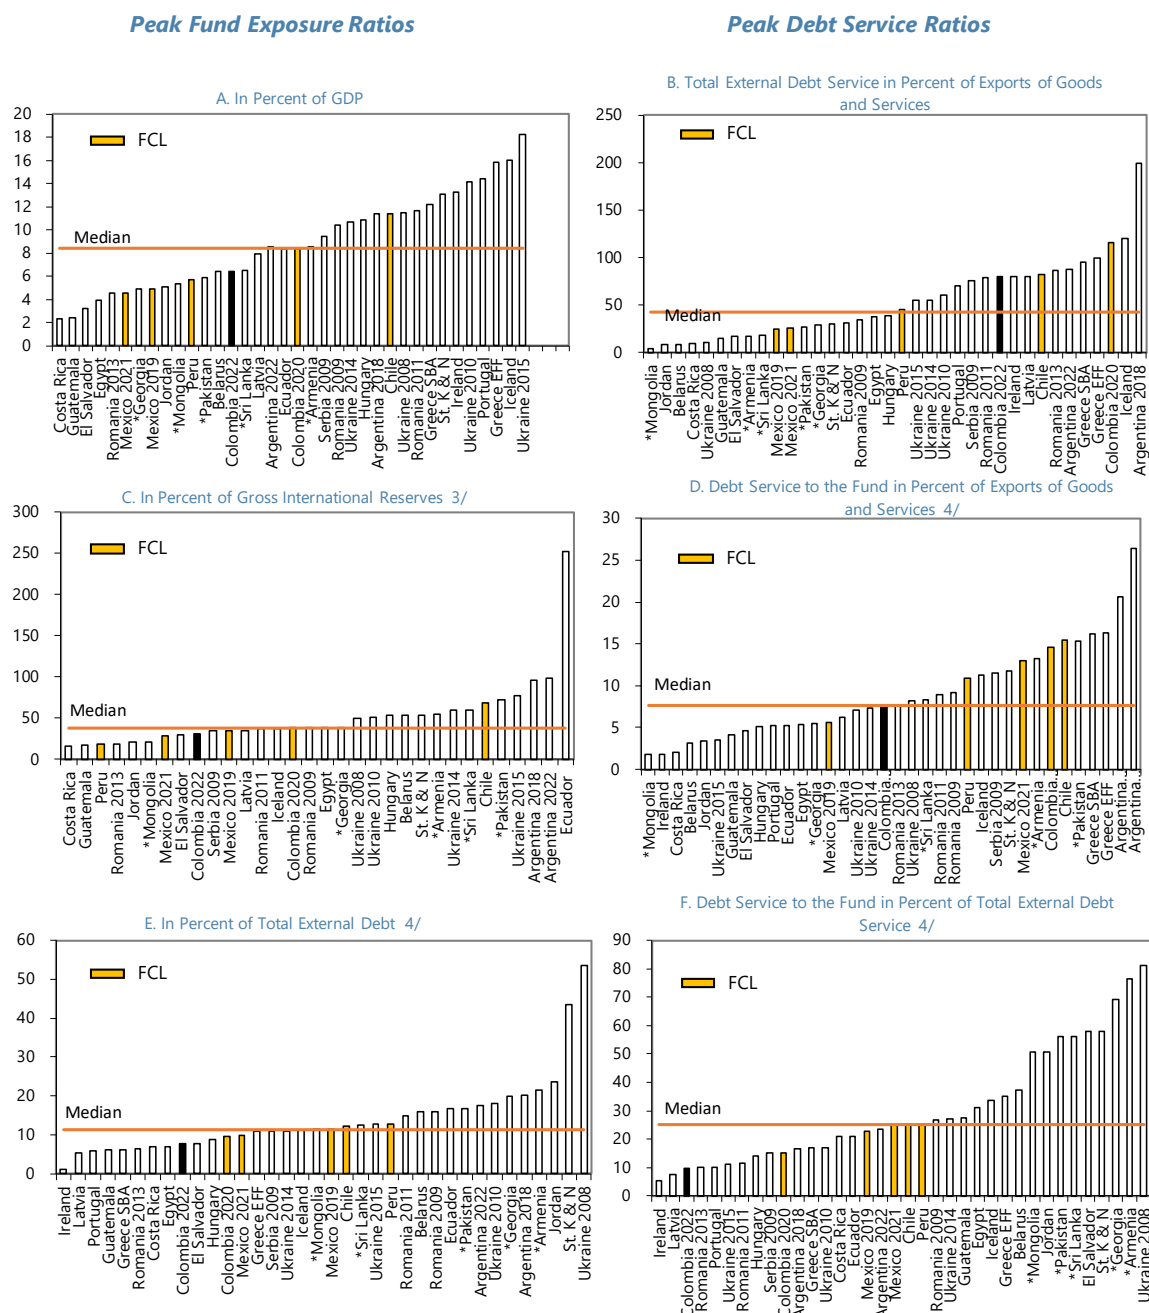 Peak Fund Exposure Ratios
Peak Debt Service Ratios
A. In Percent of GDP
20
18
16
14
12
10
8
6
4
2
0
FCL
Median
Costa Rica
Guatemala
El Salvador
Egypt
Romania 2013
Mexico 2021
*Georgia
Mexico 2019
Jordan
*Mongolia
Peru
*Pakistan
Belarus
Colombia 2022
*Sri Lanka
Latvia
Argentina 2022
Ecuador
Colombia 2020
*Armenia
Serbia 2009
Romania 2009
Ukraine 2014
Hungary
Argentina 2018
Chile
Ukraine 2008
Romania 2011
Greece SBA
St. K & N
Ireland
Ukraine 2010
Portugal
Greece EFF
Iceland
Ukraine 2015
B. Total External Debt Service in Percent of Exports of Goods
and Services
250
200
150
100
50
0
FCL
Median
*Mongolia
Jordan
Belarus
Costa Rica
Ukraine 2008
Guatemala
El Salvador
*Armenia
*Sri Lanka
Mexico 2019
Mexico 2021
*Pakistan
*Georgia
St. K & N
Ecuador
Romania 2009
Egypt
Hungary
Peru
Ukraine 2015
Ukraine 2014
Ukraine 2010
Portugal
Serbia 2009
Romania 2011
Colombia 2022
Ireland
Latvia
Chile
Romania 2013
Argentina 2022
Greece SBA
Greece EFF
Colombia 2020
Iceland
Argentina 2018
C. In Percent of Gross International Reserves 3/
300
250
200
150
100
50
0
FCL
Median
Costa Rica
Guatemala
Peru
Romania 2013
Jordan
*Mongolia
Mexico 2021
El Salvador
Colombia 2022
Serbia 2009
Mexico 2019
Latvia
Romania 2011
Iceland
Colombia 2020
Romania 2009
Egypt
*Georgia
Ukraine 2008
Ukraine 2010
Hungary
Belarus
St. K & N
*Armenia
Ukraine 2014
*Sri Lanka
Chile
*Pakistan
Ukraine 2015
Argentina 2018
Argentina 2022
Ecuador
D. Debt Service to the Fund in Percent of Exports of Goods
and Services 4/
30
25
20
15
10
5
0
FCL
Median
*Mongolia
Ireland
Costa Rica
Belarus
Jordan
Ukraine 2015
Guatemala
El Salvador
Hungary
Portugal
Ecuador
Egypt
*Georgia
Mexico 2019
Latvia
Ukraine 2010
Ukraine 2014
Colombia...
Romania 2013
Ukraine 2008
*Sri Lanka
Romania 2011
Romania 2009
Peru
Iceland
Serbia 2009
St. K & N
Mexico 2021
*Armenia
Colombia...
Chile
*Pakistan
Greece SBA
Greece EFF
Argentina...
Argentina...
E. In Percent of Total External Debt 4/
60
50
40
30
20
10
0
FCL
Median
Ireland
Latvia
Portugal
Guatemala
Greece SBA
Romania 2013
Costa Rica
Egypt
Colombia 2022
El Salvador
Hungary
Colombia 2020
Mexico 2021
Greece EFF
Ukraine 2014
Iceland
*Mongolia
Mexico 2019
Chile
*Sri Lanka
Ukraine 2015
Peru
Romania 2011
Belarus
Romania 2009
Ecuador
*Pakistan
Argentina 2022
Ukraine 2010
*Georgia
Argentina 2018
*Armenia
Jordan
St. K & N
Ukraine 2008
F. Debt Service to the Fund in Percent of Total External Debt
Service 4/
90
80
70
60
50
40
30
20
10
0
FCL
Median
Ireland
Latvia
Colombia 2022
Romania 2013
Portugal
Ukraine 2015
Romania 2011
Hungary
Serbia 2009
Colombia 2020
Argentina 2018
Greece SBA
Ukraine 2010
Costa Rica
Ecuador
Mexico 2019
Argentina 2022
Mexico 2021
Chile
Peru
Romania 2009
Ukraine 2014
Guatemala
Egypt
Iceland
Greece EFF
Belarus
*Mongolia
Jordan
*Pakistan
*Sri Lanka
El Salvador
St. K & N
*Georgia
*Armenia
Ukraine 2008